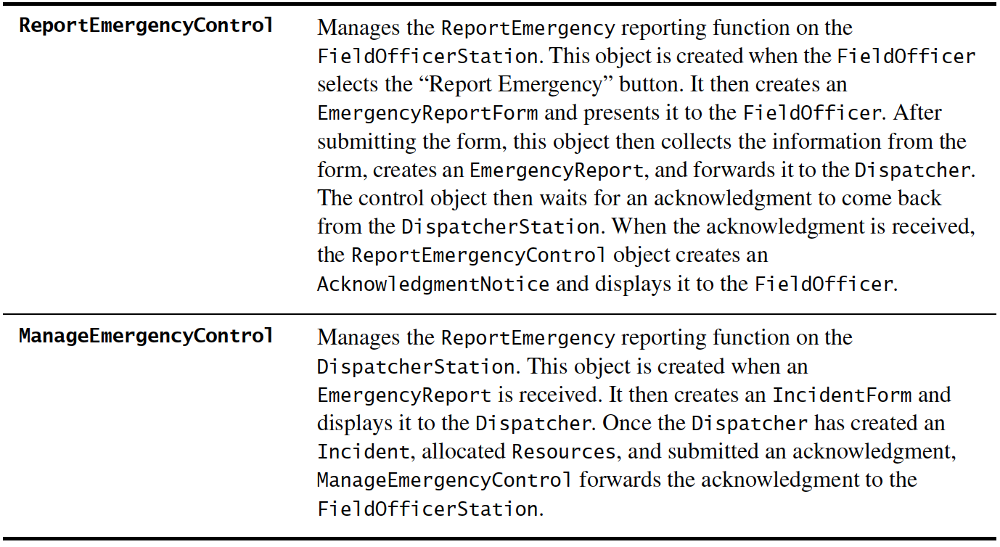 ReportEmergencyControl Manages the ReportEmergency reporting function on the
FieldOfficerStation. This object is created when the FieldOfficer
selects the “Report Emergency” button. It then creates an
EmergencyReportForm and presents it to the FieldOfficer. After
submitting the form, this object then collects the information from the
form, creates an EmergencyReport, and forwards it to the Dispatcher.
The control object then waits for an acknowledgment to come back
from the DispatcherStation. When the acknowledgment is received,
the ReportEmergencyControl object creates an
AcknowledgmentNotice and displays it to the FieldOfficer.
ManageEmergencyControl Manages the ReportEmergency reporting function on the
DispatcherStation. This object is created when an
EmergencyReport is received. It then creates an IncidentForm and
displays it to the Dispatcher. Once the Dispatcher has created an
Incident, allocated Resources, and submitted an acknowledgment,
ManageEmergencyControl forwards the acknowledgment to the
FieldOfficerStation.